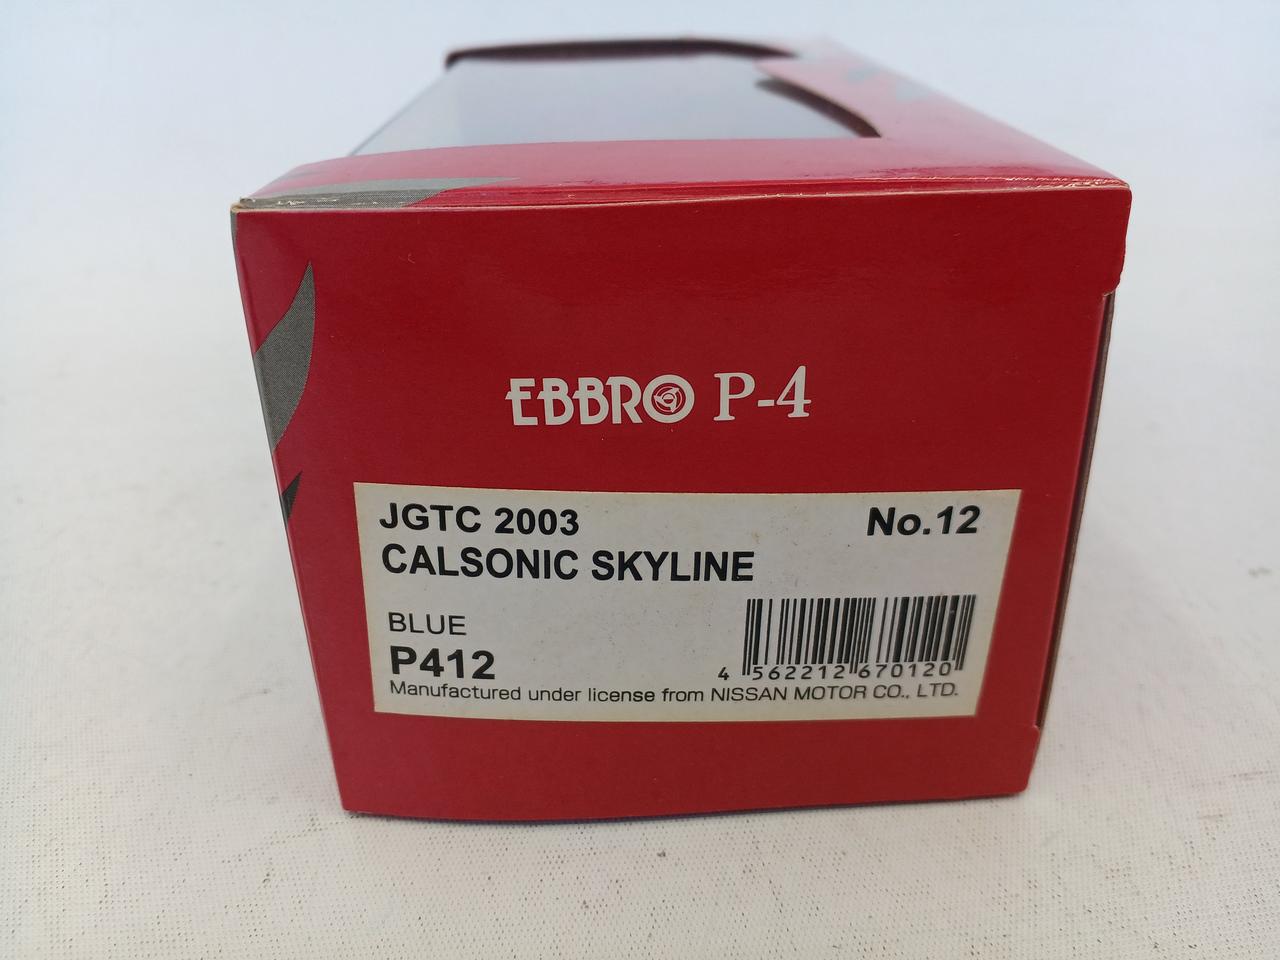 EBBRO P-4
JGTC 2003 No.12
CALSONIC SKYLINE
BLUE
P412
4 562212 670120
Manufactured under license from NISSAN MOTOR CO., LTD.